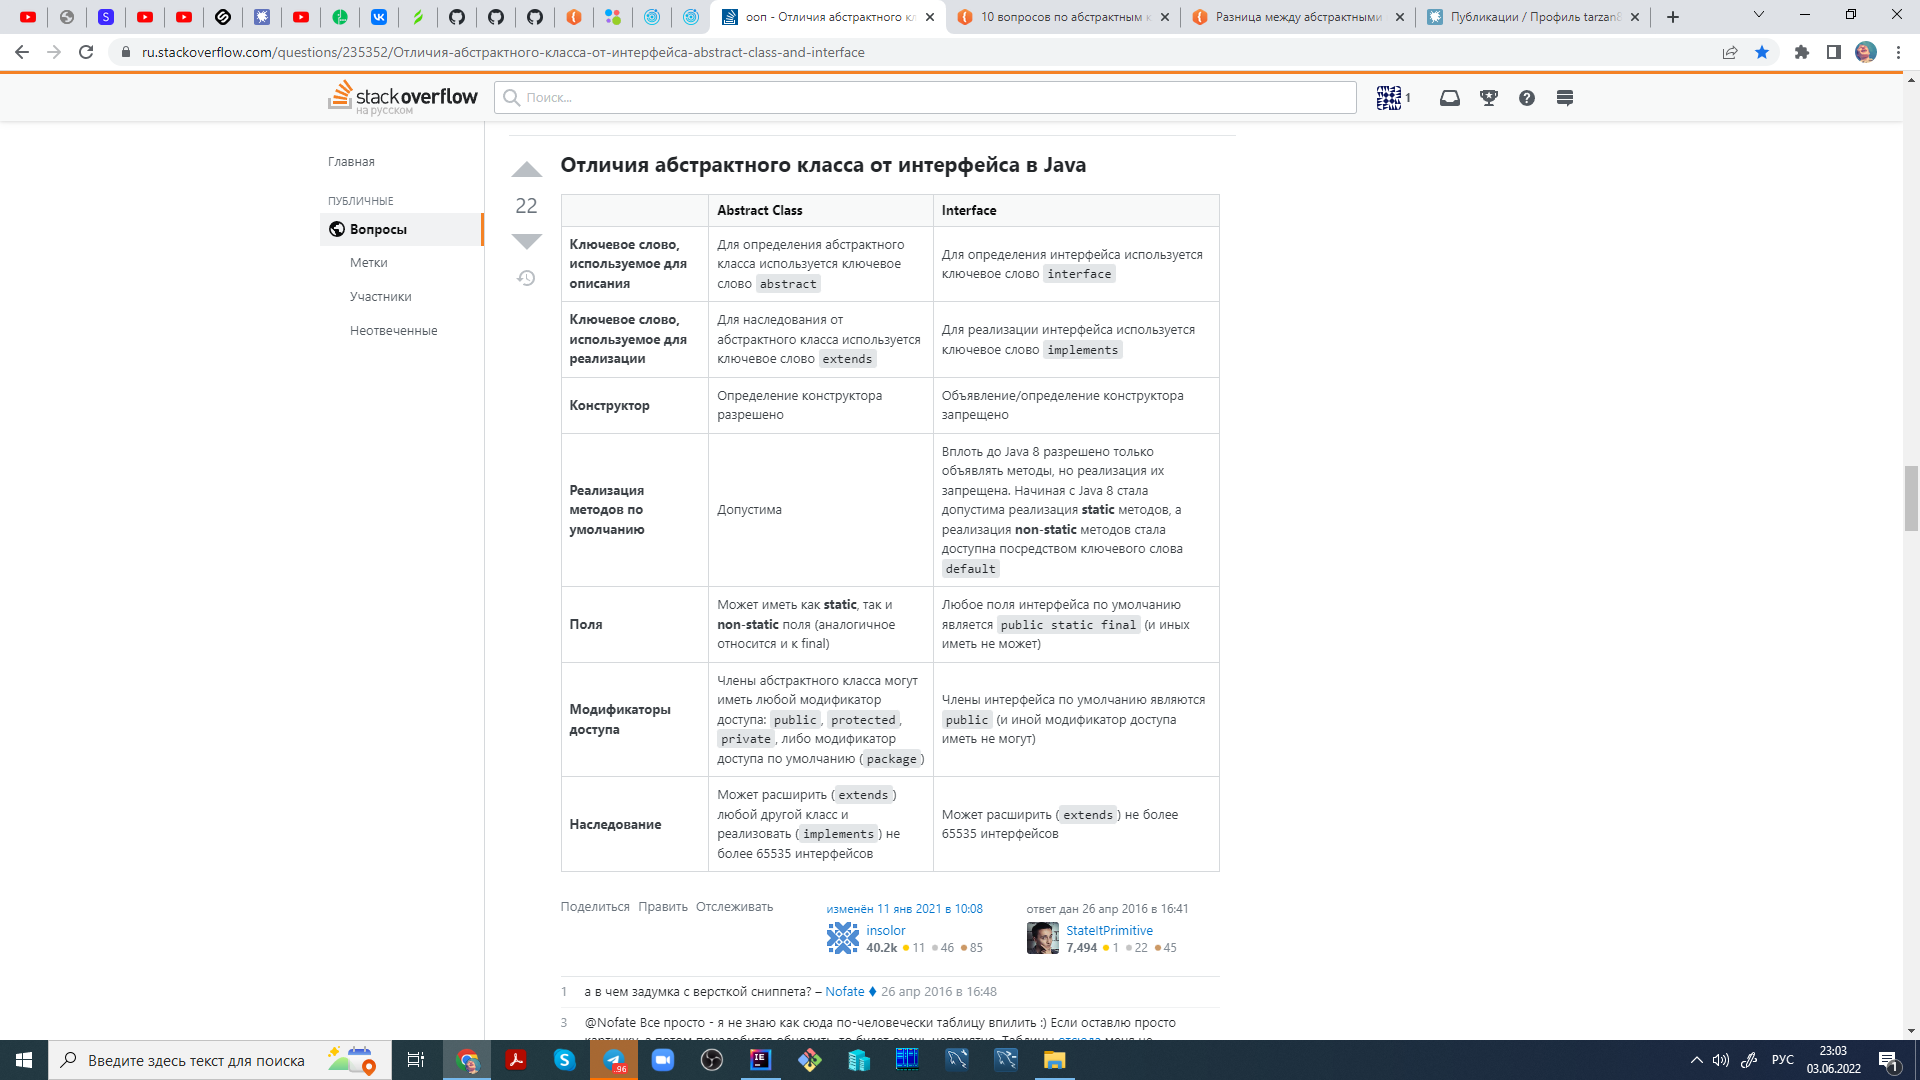 ооп - Отличия абстрактного кл
10 вопросов по абстрактным к
Разница между абстрактными
Публикации / Профиль tarzan8
ru.stackoverflow.com/questions/235352/Отличия-абстрактного-класса-от-интерфейса-abstract-class-and-interface
stackoverflow
на русском
Поиск...
1
Главная
ПУБЛИЧНЫЕ
Вопросы
Метки
Участники
Неотвеченные
22
Отличия абстрактного класса от интерфейса в Java
Abstract Class
Interface
Ключевое слово,
используемое для
описания
Для определения абстрактного
класса используется ключевое
слово abstract
Для определения интерфейса используется
ключевое слово interface
Ключевое слово,
используемое для
реализации
Для наследования от
абстрактного класса используется
ключевое слово extends
Для реализации интерфейса используется
ключевое слово implements
Конструктор
Определение конструктора
разрешено
Объявление/определение конструктора
запрещено
Реализация
методов по
умолчанию
Допустима
Вплоть до Java 8 разрешено только
объявлять методы, но реализация их
запрещена. Начиная с Java 8 стала
допустима реализация static методов, а
реализация non-static методов стала
доступна посредством ключевого слова
default
Поля
Может иметь как static, так и
non-static поля (аналогичное
относится и к final)
Любое поля интерфейса по умолчанию
является public static final (и иных
иметь не может)
Модификаторы
доступа
Члены абстрактного класса могут
иметь любой модификатор
доступа: public, protected,
private, либо модификатор
доступа по умолчанию (package)
Члены интерфейса по умолчанию являются
public (и иной модификатор доступа
иметь не могут)
Наследование
Может расширить (extends)
любой другой класс и
реализовать (implements) не
более 65535 интерфейсов
Может расширить (extends) не более
65535 интерфейсов
Поделиться Править Отслеживать
изменён 11 янв 2021 в 10:08
insolor
40.2k 11 46 85
ответ дан 26 апр 2016 в 16:41
StateItPrimitive
7,494 1 22 45
1 а в чем задумка с версткой сниппета? – Nofate ♦ 26 апр 2016 в 16:48
3 @Nofate Все просто - я не знаю как сюда по-человечески таблицу впилить :) Если оставлю просто
Введите здесь текст для поиска
96
РУС
23:03
03.06.2022
1